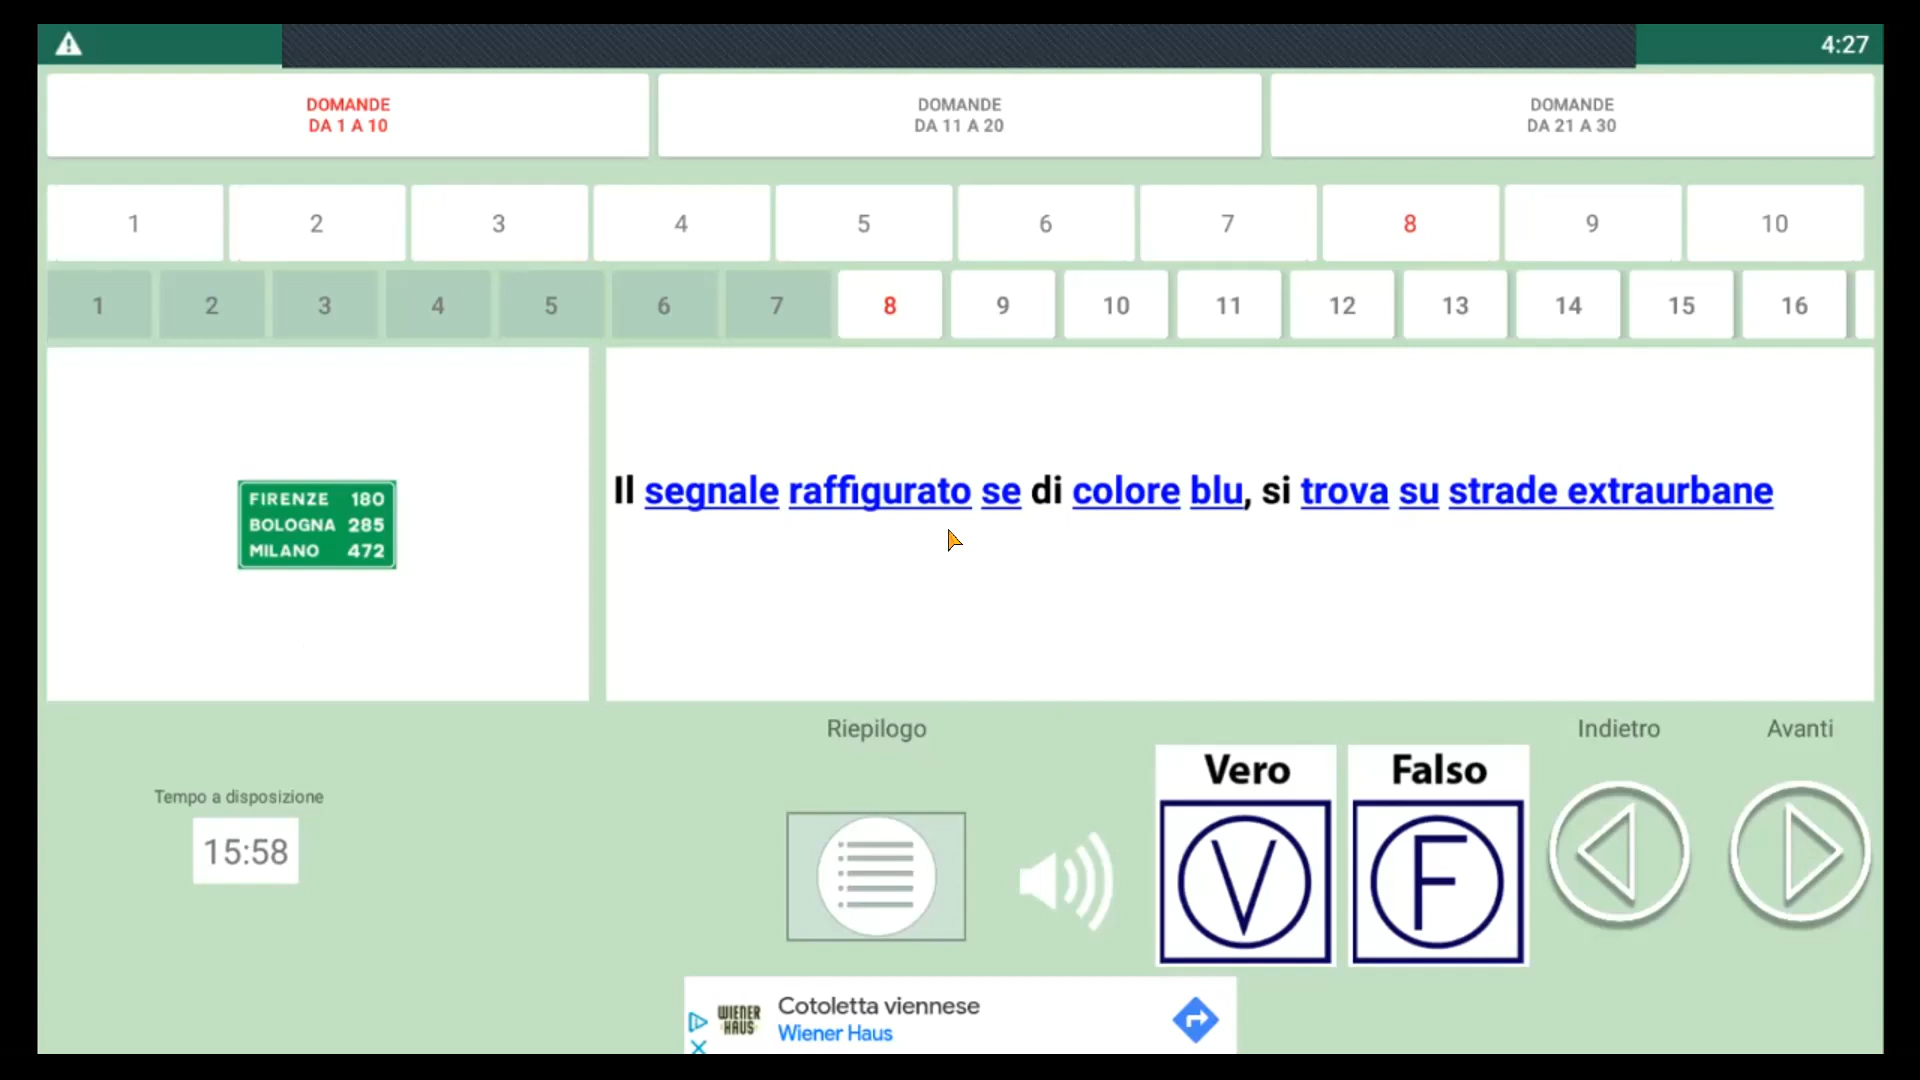 4:27
DOMANDE
DA 1 A 10
DOMANDE
DA 11 A 20
DOMANDE
DA 21 A 30
1 2 3 4 5 6 7 8 9 10
1 2 3 4 5 6 7 8 9 10 11 12 13 14 15 16
FIRENZE 180
BOLOGNA 285
MILANO 472
Il segnale raffigurato se di colore blu, si trova su strade extraurbane
Riepilogo
Indietro
Avanti
Vero
Falso
V
F
Tempo a disposizione
15:58
WIENER
HAUS
Cotoletta viennese
Wiener Haus